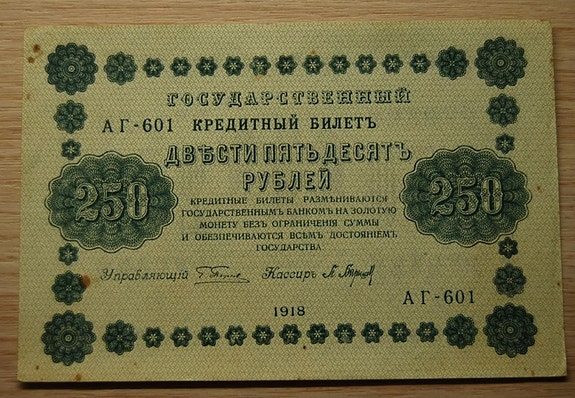 ГОСУДАРСТВЕННЫЙ
АГ-601 КРЕДИТНЫЙ БИЛЕТЪ
ДВѢСТИ ПЯТЬДЕСЯТЪ
РУБЛЕЙ
250
250
КРЕДИТНЫЕ БИЛЕТЫ РАЗМѢНИВАЮТСЯ
ГОСУДАРСТВЕННЫМЪ БАНКОМЪ НА ЗОЛОТУЮ
МОНЕТУ БЕЗЪ ОГРАНИЧЕНІЯ СУММЫ
И ОБЕЗПЕЧИВАЮТСЯ ВСѢМЪ ДОСТОЯНІЕМЪ
ГОСУДАРСТВА
Управляющій Кассиръ
АГ-601
1918